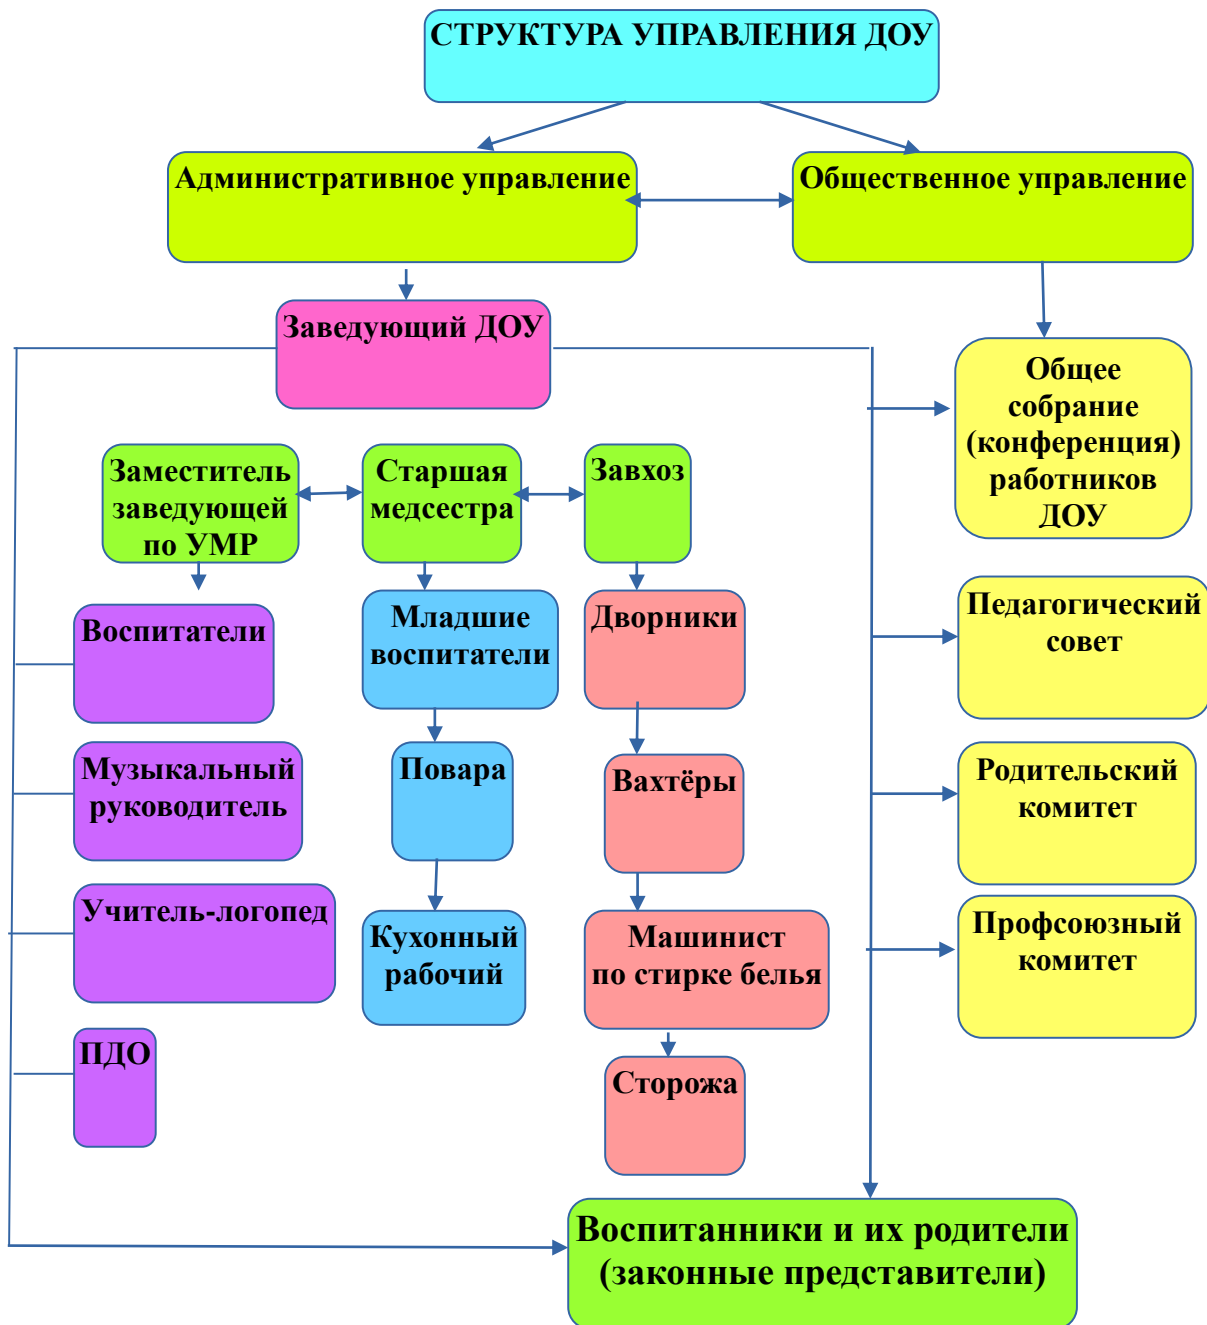 СТРУКТУРА УПРАВЛЕНИЯ ДОУ
Административное управление
Общественное управление
Заведующий ДОУ
Общее
собрание
(конференция)
работников
ДОУ
Заместитель
заведующей
по УМР
Старшая
медсестра
Завхоз
Воспитатели
Младшие
воспитатели
Дворники
Педагогический
совет
Музыкальный
руководитель
Повара
Вахтёры
Родительский
комитет
Учитель-логопед
Кухонный
рабочий
Машинист
по стирке белья
Профсоюзный
комитет
ПДО
Сторожа
Воспитанники и их родители
(законные представители)